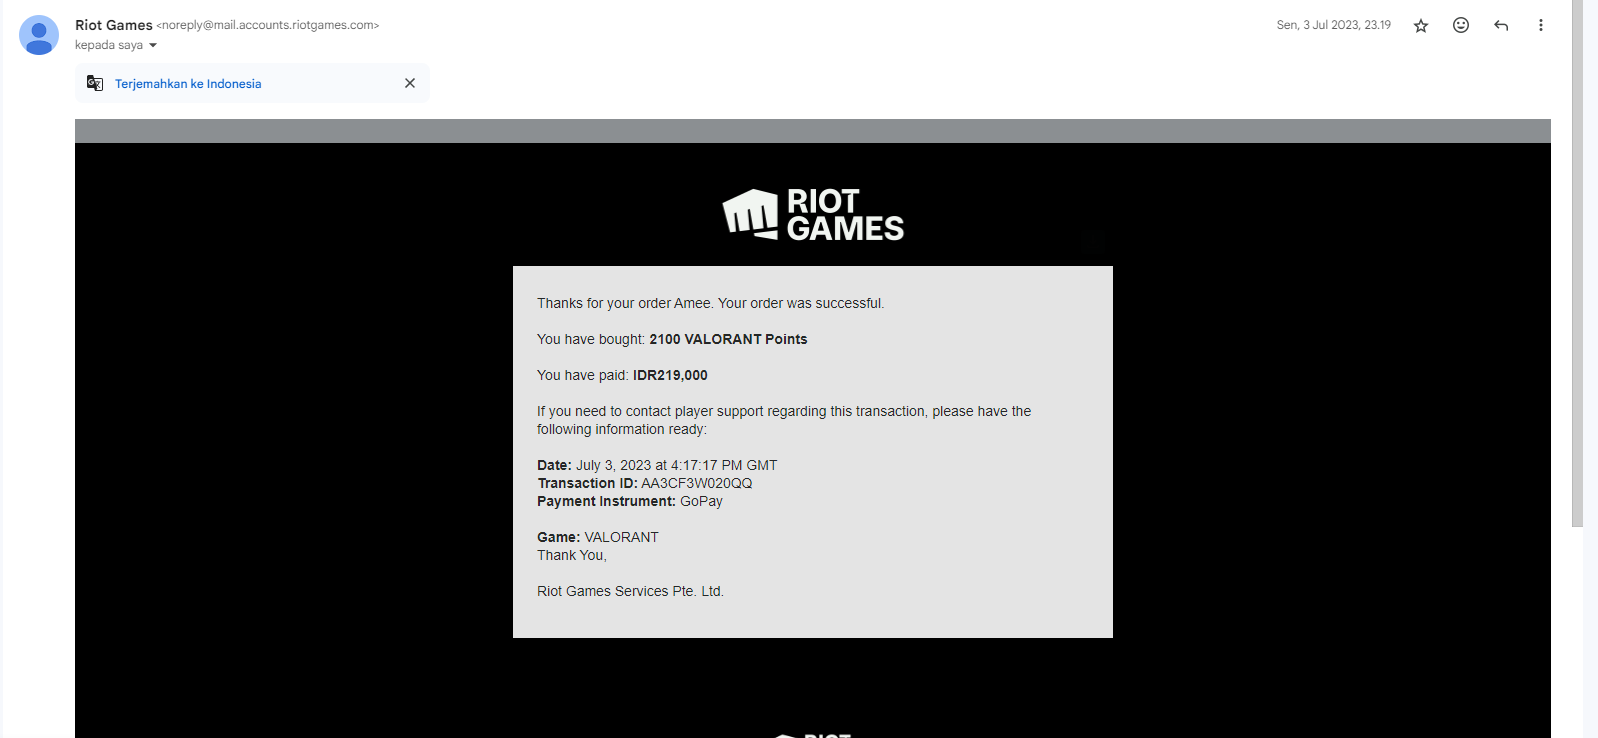 Riot Games <noreply@mail.accounts.riotgames.com>
Sen, 3 Jul 2023, 23.19
kepada saya
Terjemahkan ke Indonesia
RIOT
GAMES
Thanks for your order Amee. Your order was successful.
You have bought: 2100 VALORANT Points
You have paid: IDR219,000
If you need to contact player support regarding this transaction, please have the
following information ready:
Date: July 3, 2023 at 4:17:17 PM GMT
Transaction ID: AA3CF3W020QQ
Payment Instrument: GoPay
Game: VALORANT
Thank You,
Riot Games Services Pte. Ltd.
RIOT